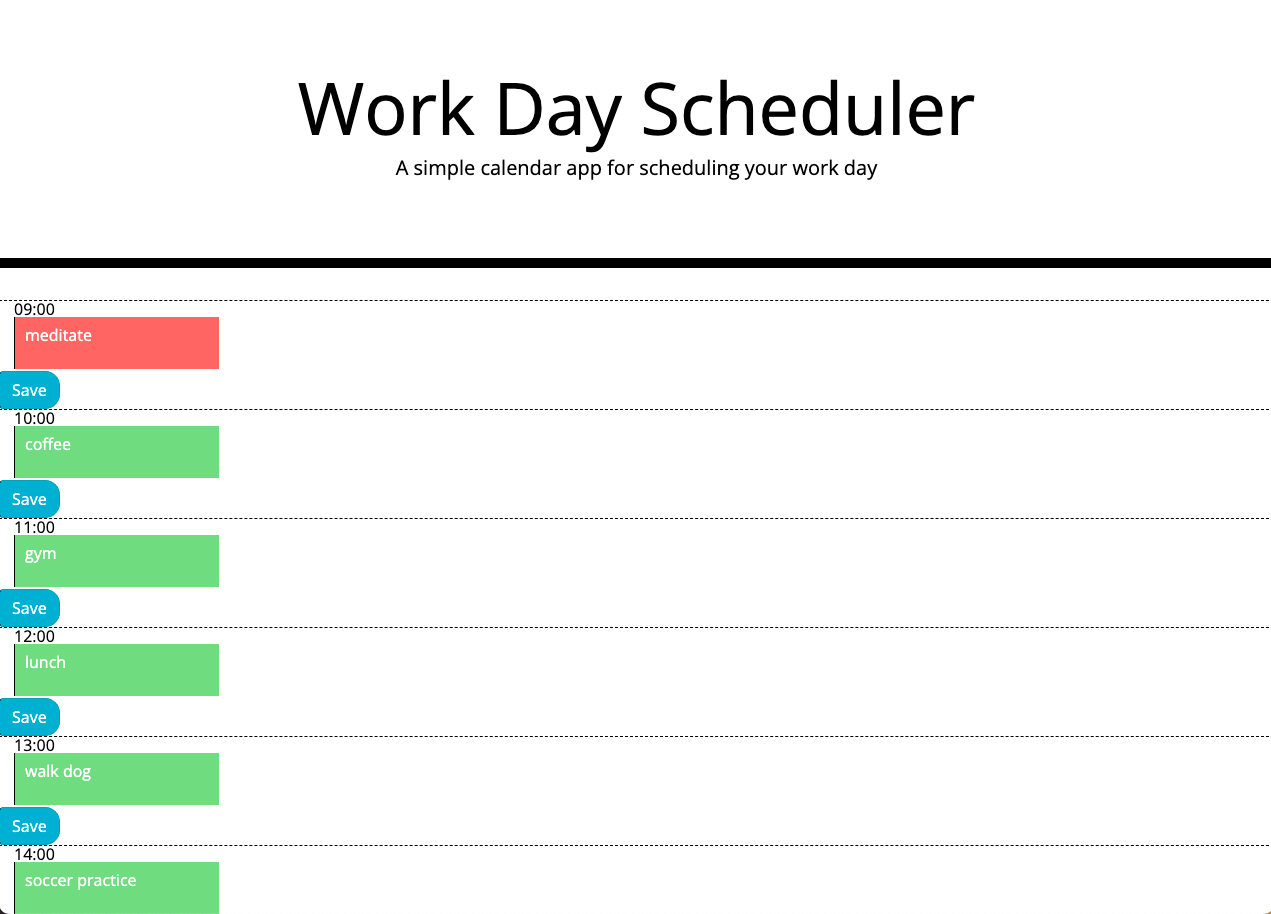 Work Day Scheduler
A simple calendar app for scheduling your work day
09:00
meditate
Save
10:00
coffee
Save
11:00
gym
Save
12:00
lunch
Save
13:00
walk dog
Save
14:00
soccer practice